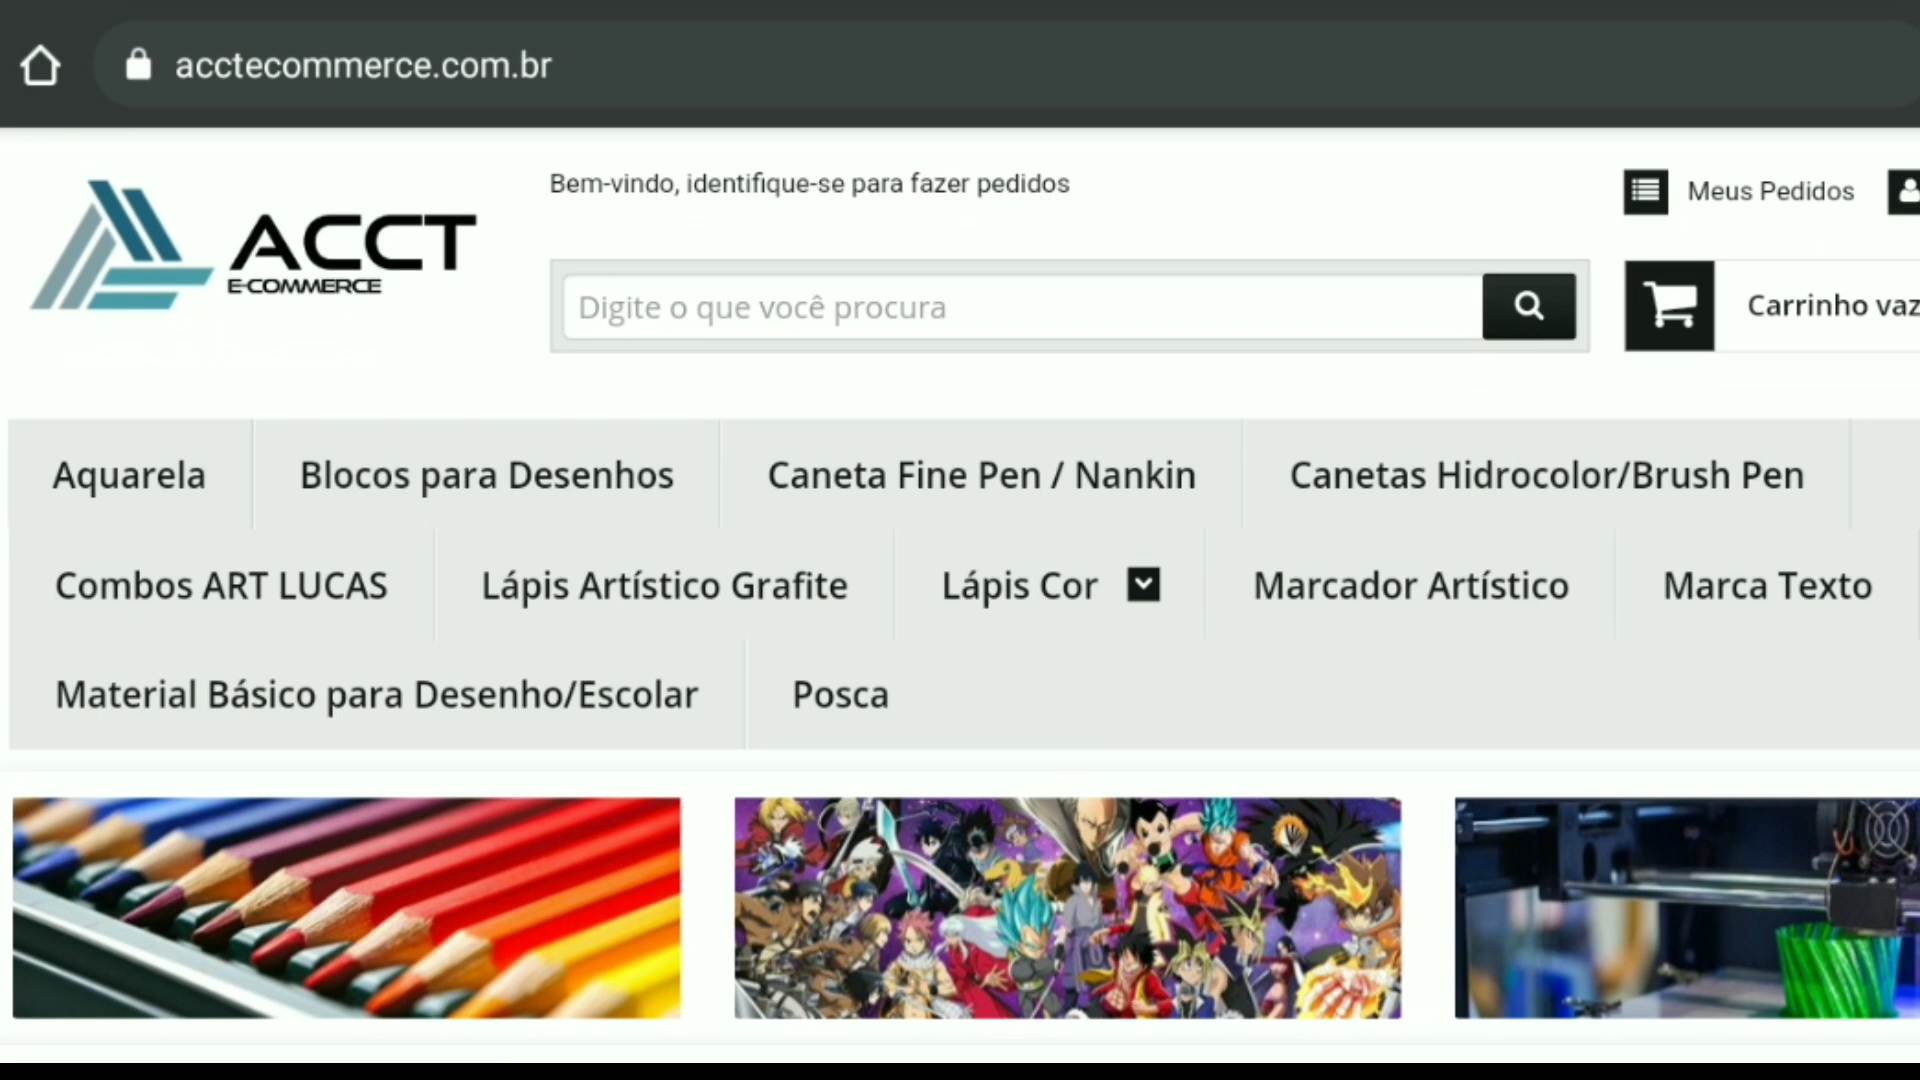 acctecommerce.com.br
Bem-vindo, identifique-se para fazer pedidos
Meus Pedidos
ACCT
E-COMMERCE
Digite o que você procura
Carrinho vaz
Aquarela
Blocos para Desenhos
Caneta Fine Pen / Nankin
Canetas Hidrocolor/Brush Pen
Combos ART LUCAS
Lápis Artístico Grafite
Lápis Cor
Marcador Artístico
Marca Texto
Material Básico para Desenho/Escolar
Posca